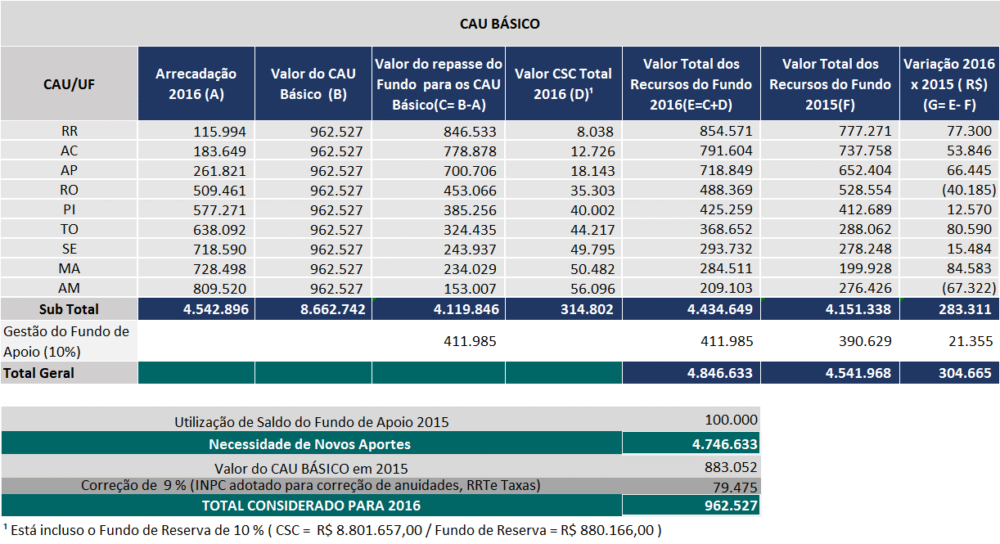 CAU BÁSICO
CAU/UF
Arrecadação 2016 (A)
Valor do CAU Básico (B)
Valor do repasse do Fundo para os CAU Básico(C= B-A)
Valor CSC Total 2016 (D)¹
Valor Total dos Recursos do Fundo 2016(E=C+D)
Valor Total dos Recursos do Fundo 2015(F)
Variação 2016 x 2015 ( R$) (G= E- F)
RR 115.994 962.527 846.533 8.038 854.571 777.271 77.300
AC 183.649 962.527 778.878 12.726 791.604 737.758 53.846
AP 261.821 962.527 700.706 18.143 718.849 652.404 66.445
RO 509.461 962.527 453.066 35.303 488.369 528.554 (40.185)
PI 577.271 962.527 385.256 40.002 425.259 412.689 12.570
TO 638.092 962.527 324.435 44.217 368.652 288.062 80.590
SE 718.590 962.527 243.937 49.795 293.732 278.248 15.484
MA 728.498 962.527 234.029 50.482 284.511 199.928 84.583
AM 809.520 962.527 153.007 56.096 209.103 276.426 (67.322)
Sub Total 4.542.896 8.662.742 4.119.846 314.802 4.434.649 4.151.338 283.311
Gestão do Fundo de
Apoio (10%) 411.985 411.985 390.629 21.355
Total Geral 4.846.633 4.541.968 304.665
Utilização de Saldo do Fundo de Apoio 2015 100.000
Necessidade de Novos Aportes 4.746.633
Valor do CAU BÁSICO em 2015 883.052
Correção de 9 % (INPC adotado para correção de anuidades, RRTe Taxas) 79.475
TOTAL CONSIDERADO PARA 2016 962.527
¹ Está incluso o Fundo de Reserva de 10 % ( CSC = R$ 8.801.657,00 / Fundo de Reserva = R$ 880.166,00 )